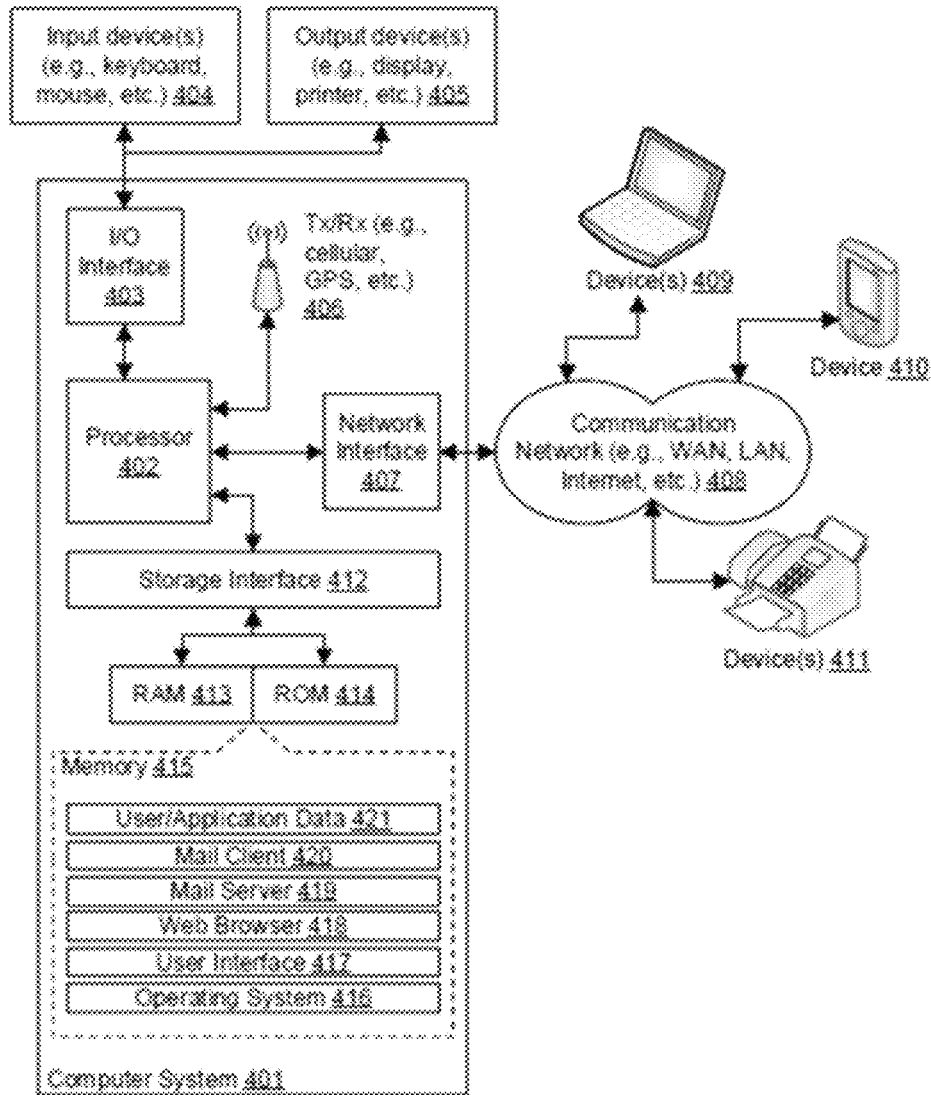 Input device(s)
(e.g., keyboard,
mouse, etc.) 404
Output device(s)
(e.g., display,
printer, etc.) 405
I/O
Interface
403
Tx/Rx (e.g.,
cellular,
GPS, etc.)
406
Device(s) 409
Device 410
Processor
402
Network
Interface
407
Communication
Network (e.g., WAN, LAN,
Internet, etc.) 408
Storage Interface 412
Device(s) 411
RAM 413
ROM 414
Memory 415
User/Application Data 421
Mail Client 420
Mail Server 419
Web Browser 418
User Interface 417
Operating System 416
Computer System 401